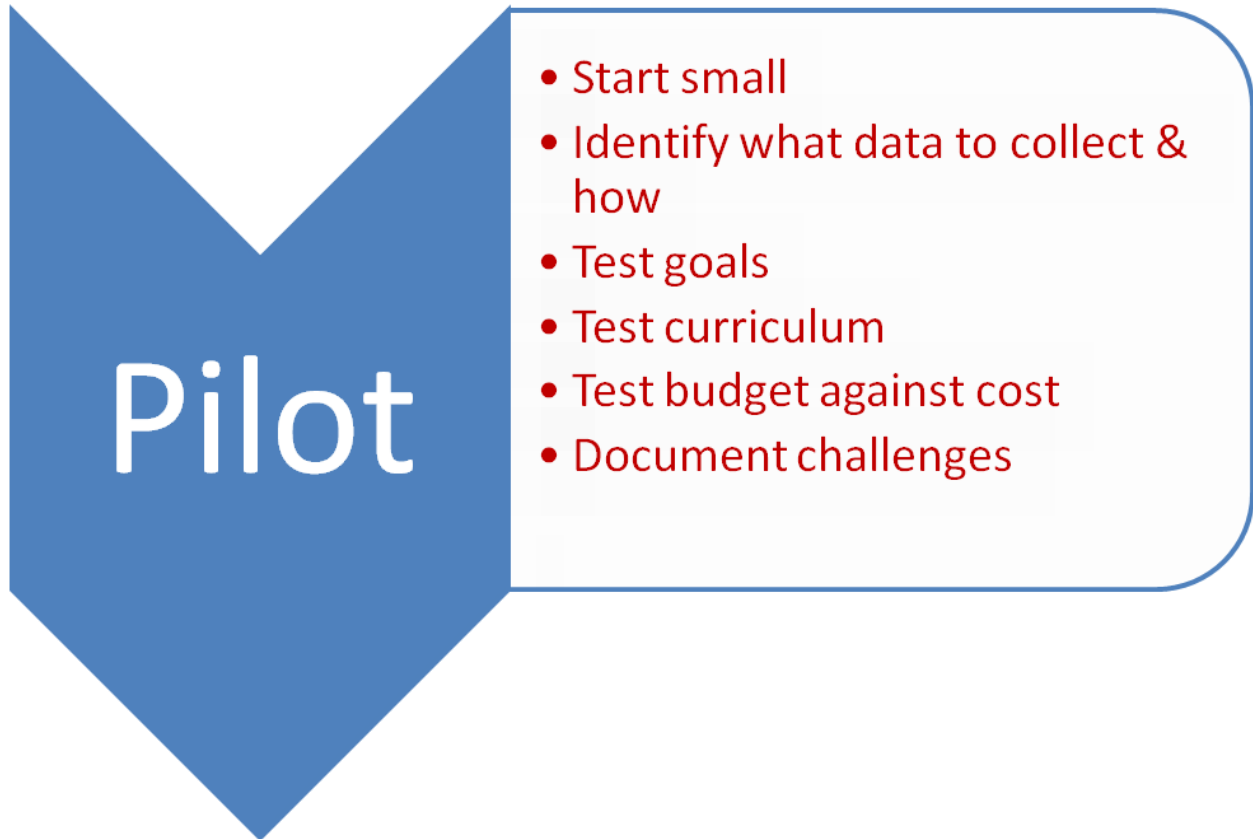 Pilot
• Start small
• Identify what data to collect &
how
• Test goals
• Test curriculum
• Test budget against cost
• Document challenges